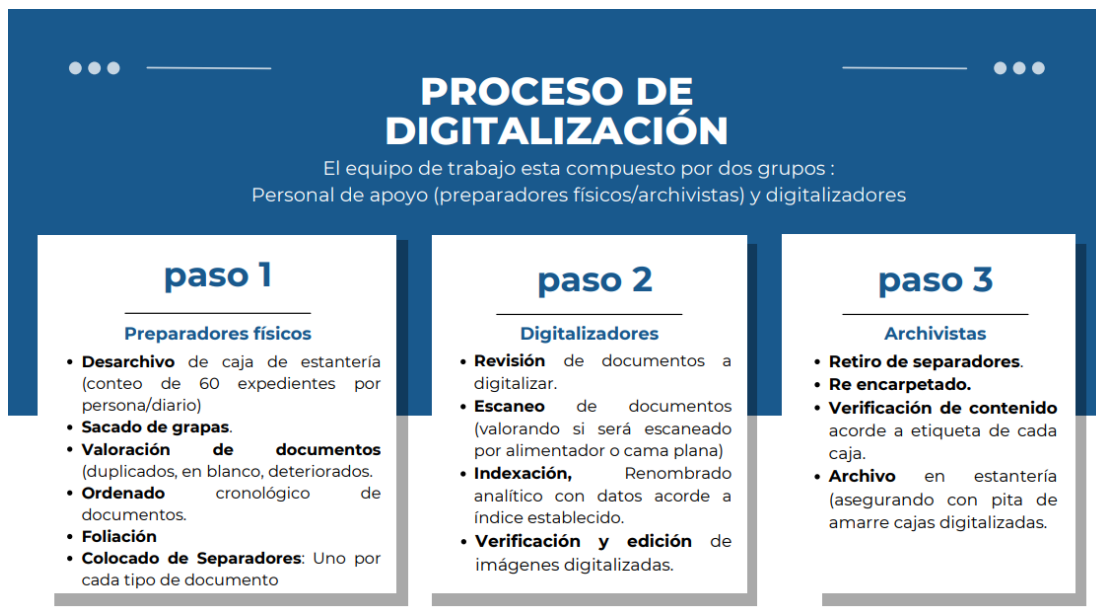 PROCESO DE
DIGITALIZACIÓN
El equipo de trabajo esta compuesto por dos grupos :
Personal de apoyo (preparadores físicos/archivistas) y digitalizadores
paso 1
Preparadores físicos
• Desarchivo de caja de estantería
(conteo de 60 expedientes por
persona/diario)
• Sacado de grapas.
• Valoración de documentos
(duplicados, en blanco, deteriorados.
• Ordenado cronológico de
documentos.
• Foliación
• Colocado de Separadores: Uno por
cada tipo de documento
paso 2
Digitalizadores
• Revisión de documentos a
digitalizar.
• Escaneo de documentos
(valorando si será escaneado
por alimentador o cama plana)
• Indexación, Renombrado
analítico con datos acorde a
índice establecido.
• Verificación y edición de
imágenes digitalizadas.
paso 3
Archivistas
• Retiro de separadores.
• Re encarpetado.
• Verificación de contenido
acorde a etiqueta de cada
caja.
• Archivo en estantería
(asegurando con pita de
amarre cajas digitalizadas.